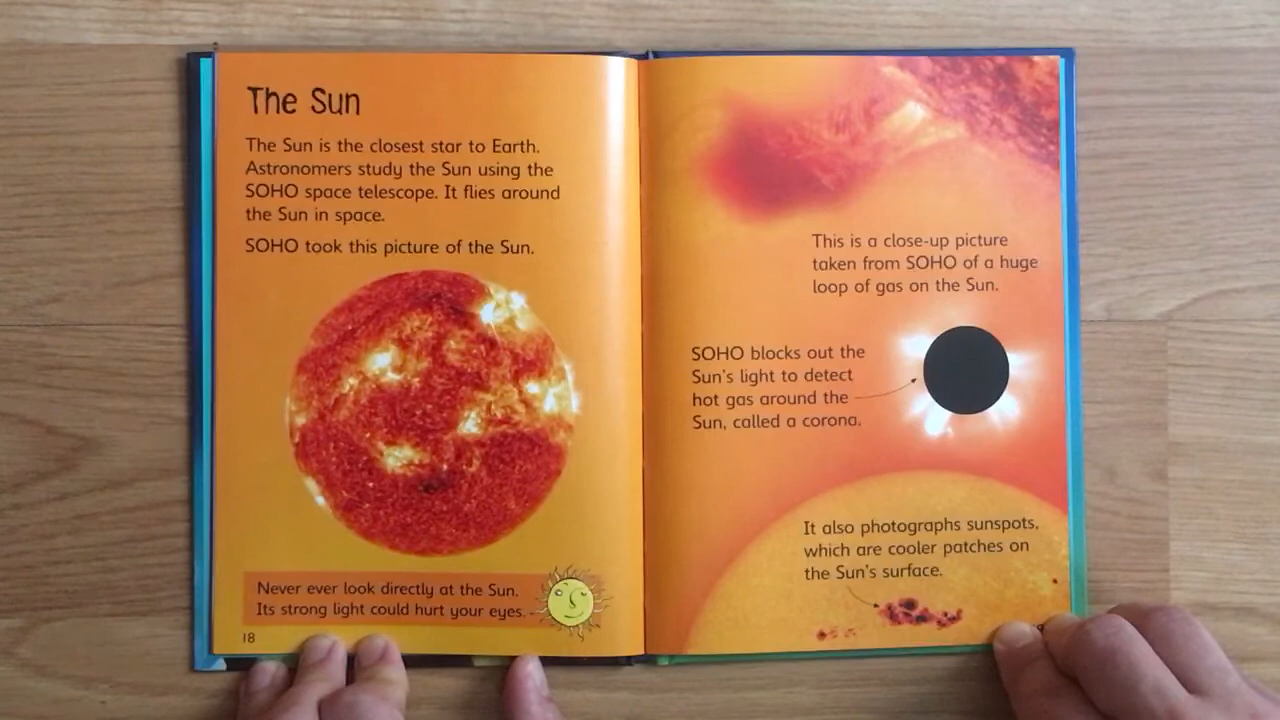 The Sun
The Sun is the closest star to Earth.
Astronomers study the Sun using the
SOHO space telescope. It flies around
the Sun in space.
SOHO took this picture of the Sun.
Never ever look directly at the Sun.
Its strong light could hurt your eyes.
18
This is a close-up picture
taken from SOHO of a huge
loop of gas on the Sun.
SOHO blocks out the
Sun's light to detect
hot gas around the
Sun, called a corona.
It also photographs sunspots,
which are cooler patches on
the Sun's surface.